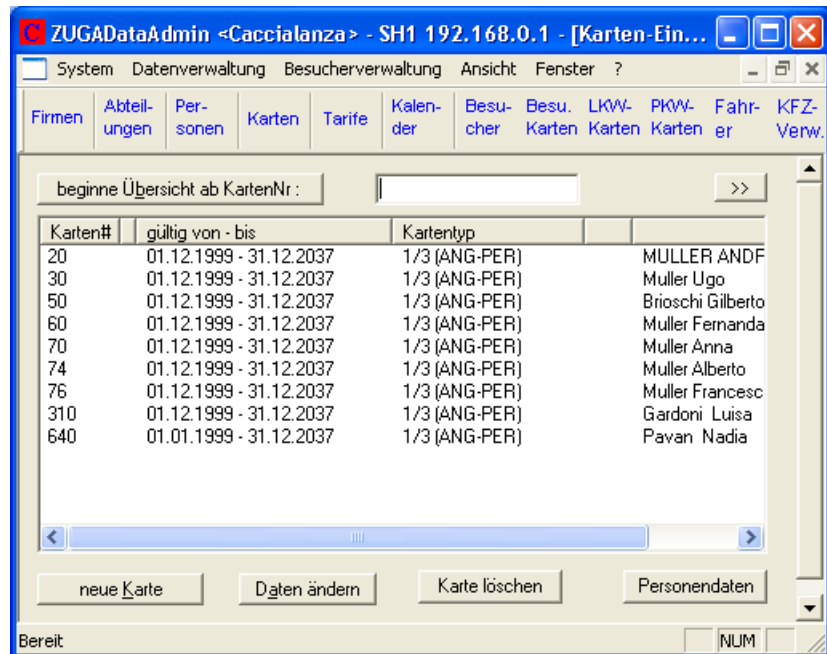 C ZUGADataAdmin <Caccialanza> - SH1 192.168.0.1 - [Karten-Ein...
System Datenverwaltung Besucherverwaltung Ansicht Fenster ?
Firmen Abteil-ungen Per-sonen Karten Tarife Kalen-der Besu-cher Besu. Karten LKW-Karten PKW-Karten Fahr-er KFZ-Verw.
beginne Übersicht ab KartenNr : >>
Karten# gültig von - bis Kartentyp
20 01.12.1999 - 31.12.2037 1/3 (ANG-PER) MULLER ANDF
30 01.12.1999 - 31.12.2037 1/3 (ANG-PER) Muller Ugo
50 01.12.1999 - 31.12.2037 1/3 (ANG-PER) Brioschi Gilberto
60 01.12.1999 - 31.12.2037 1/3 (ANG-PER) Muller Fernanda
70 01.12.1999 - 31.12.2037 1/3 (ANG-PER) Muller Anna
74 01.12.1999 - 31.12.2037 1/3 (ANG-PER) Muller Alberto
76 01.12.1999 - 31.12.2037 1/3 (ANG-PER) Muller Francesc
310 01.12.1999 - 31.12.2037 1/3 (ANG-PER) Gardoni Luisa
640 01.01.1999 - 31.12.2037 1/3 (ANG-PER) Pavan Nadia
neue Karte Daten ändern Karte löschen Personendaten
Bereit NUM